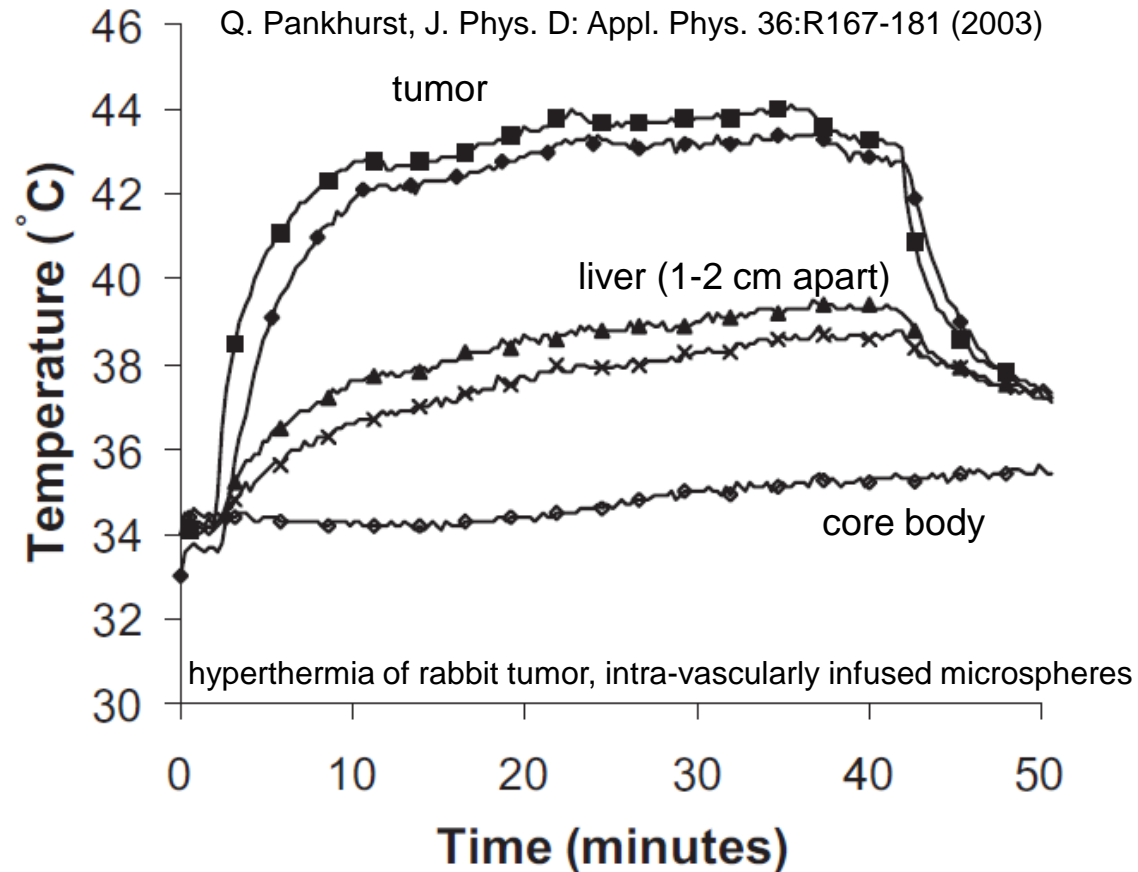 Q. Pankhurst, J. Phys. D: Appl. Phys. 36:R167-181 (2003)
46
44
42
40
38
36
34
32
30
Temperature (˚C)
tumor
liver (1-2 cm apart)
core body
hyperthermia of rabbit tumor, intra-vascularly infused microspheres
0 10 20 30 40 50
Time (minutes)